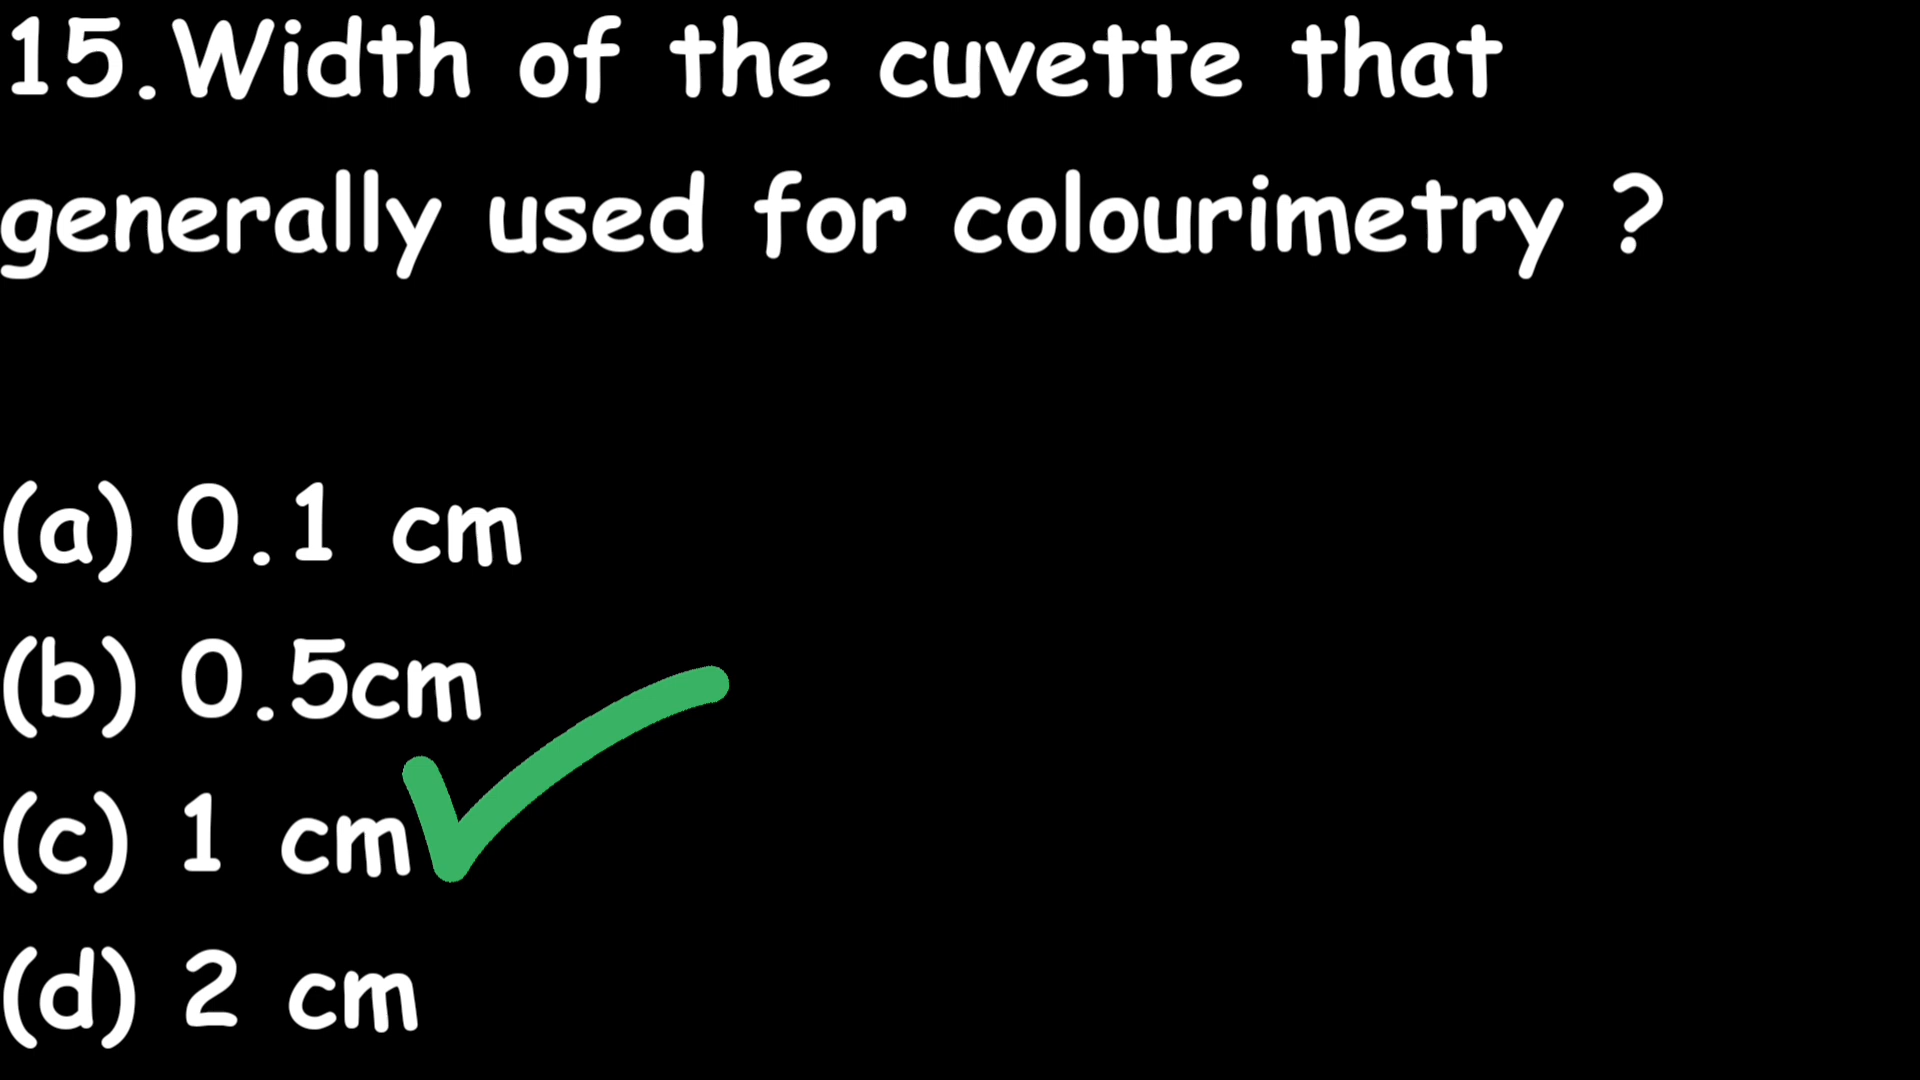 15.Width of the cuvette that
generally used for colourimetry ?
(a) 0.1 cm
(b) 0.5cm
(c) 1 cm
(d) 2 cm